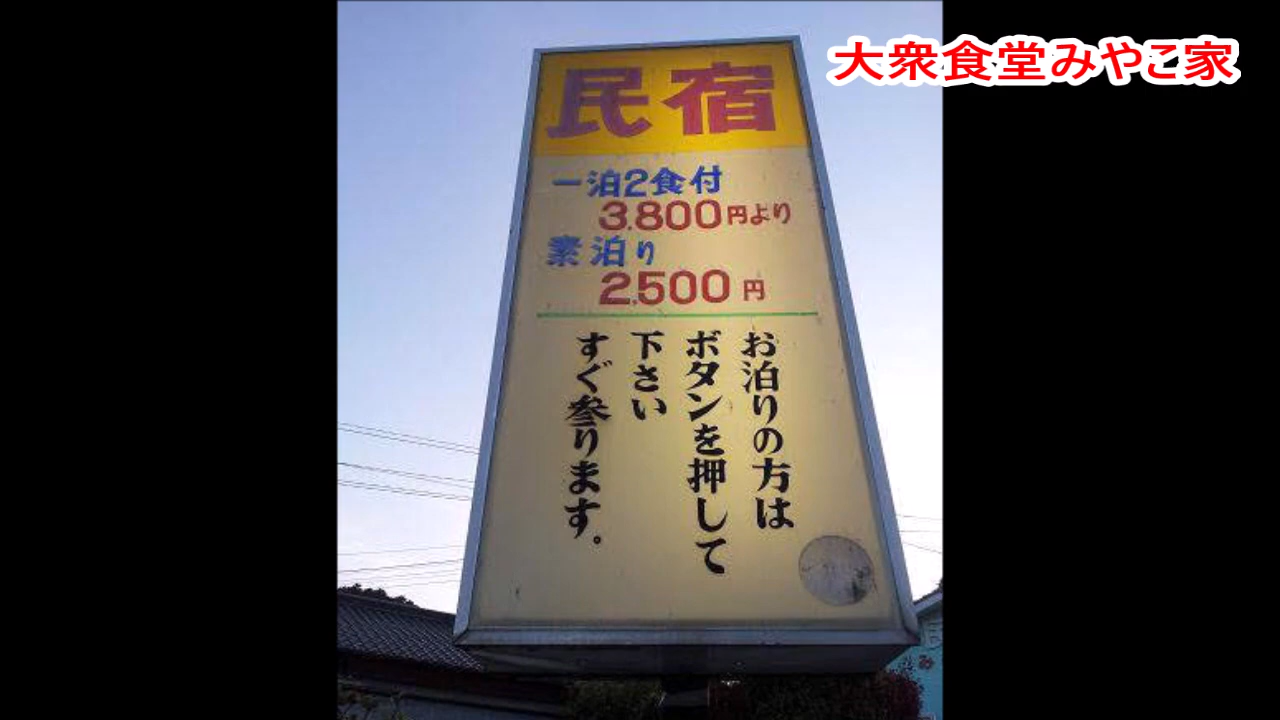 大衆食堂みやこ家
民宿
一泊2食付
3,800円より
素泊り
2,500円
お泊りの方は
ボタンを押して
下さい
すぐ参ります。
み